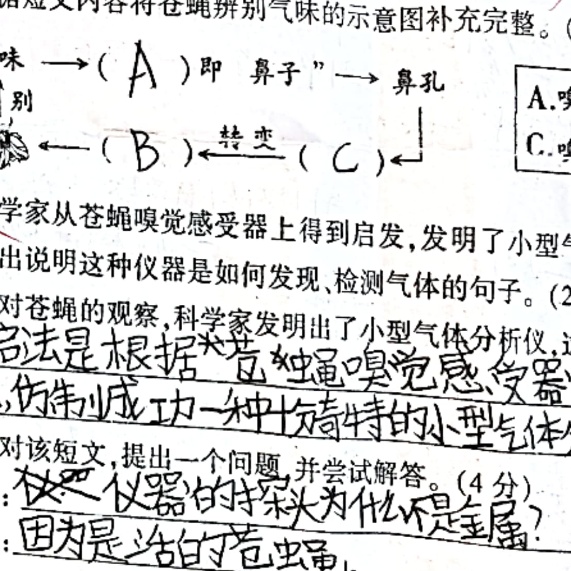 据短文内容将苍蝇辨别气味的示意图补充完整。(
味 → ( A ) 即 鼻子” → 鼻孔
别
A.嗅
← ( B ) ← 转变 ( C ) ←
C.嗅
学家从苍蝇嗅觉感受器上得到启发,发明了小型气
出说明这种仪器是如何发现、检测气体的句子。(2
对苍蝇的观察,科学家发明出了小型气体分析仪,这
启法是根据 苍蝇嗅觉感受器
,仿制成功一种十分奇特的小型气体分
对该短文,提出一个问题,并尝试解答。(4分)
: 仪器的探头为什么不是金属?
: 因为是活的苍蝇。